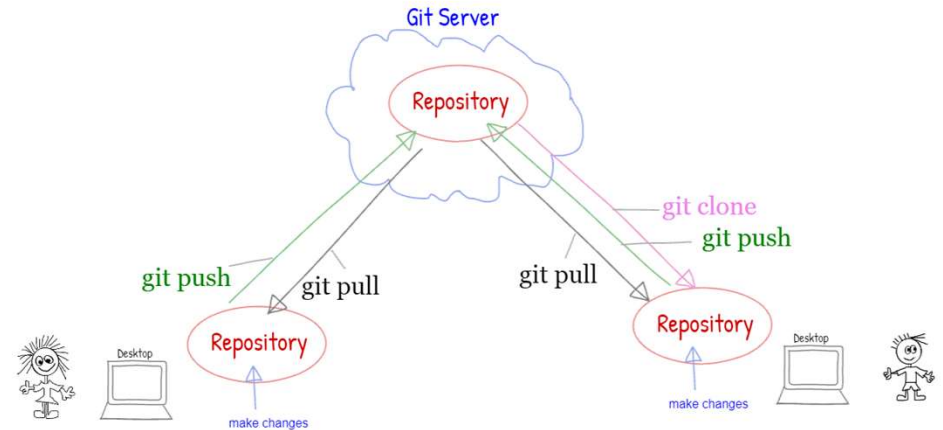 Git Server
Repository
git clone
git push
git push
git pull
git pull
Repository
Repository
Desktop
Desktop
make changes
make changes